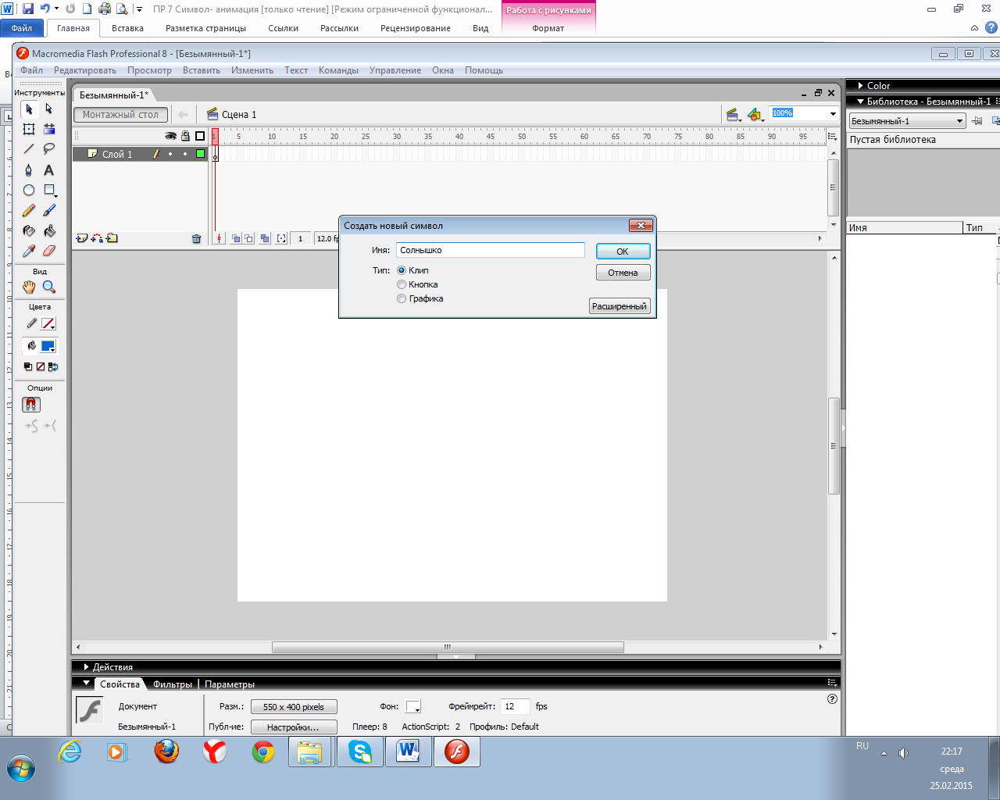 ПР 7 Символ- анимация [только чтение] [Режим ограниченной функционал...
Работа с рисунками
Файл Главная Вставка Разметка страницы Ссылки Рассылки Рецензирование Вид Формат
Macromedia Flash Professional 8 - [Безымянный-1*]
Файл Редактировать Просмотр Вставить Изменить Текст Команды Управление Окна Помощь
Инструменты
Безымянный-1*
Color
Библиотека - Безымянный-1
Монтажный стол
Сцена 1
100%
Безымянный-1
Пустая библиотека
1 5 10 15 20 25 30 35 40 45 50 55 60 65 70 75 80 85 90 95
Слой 1
Имя Тип
1 12.0 fp
Создать новый символ
Имя: Солнышко
OK
Тип: Клип
Отмена
Кнопка
Графика
Расширенный
Вид
Цвета
Опции
Действия
Свойства Фильтры Параметры
Документ
Разм.: 550 x 400 pixels
Фон:
Фреймрейт: 12 fps
Безымянный-1
Публ-ие: Настройки...
Плеер: 8 ActionScript: 2 Профиль: Default
RU
22:17
среда
25.02.2015